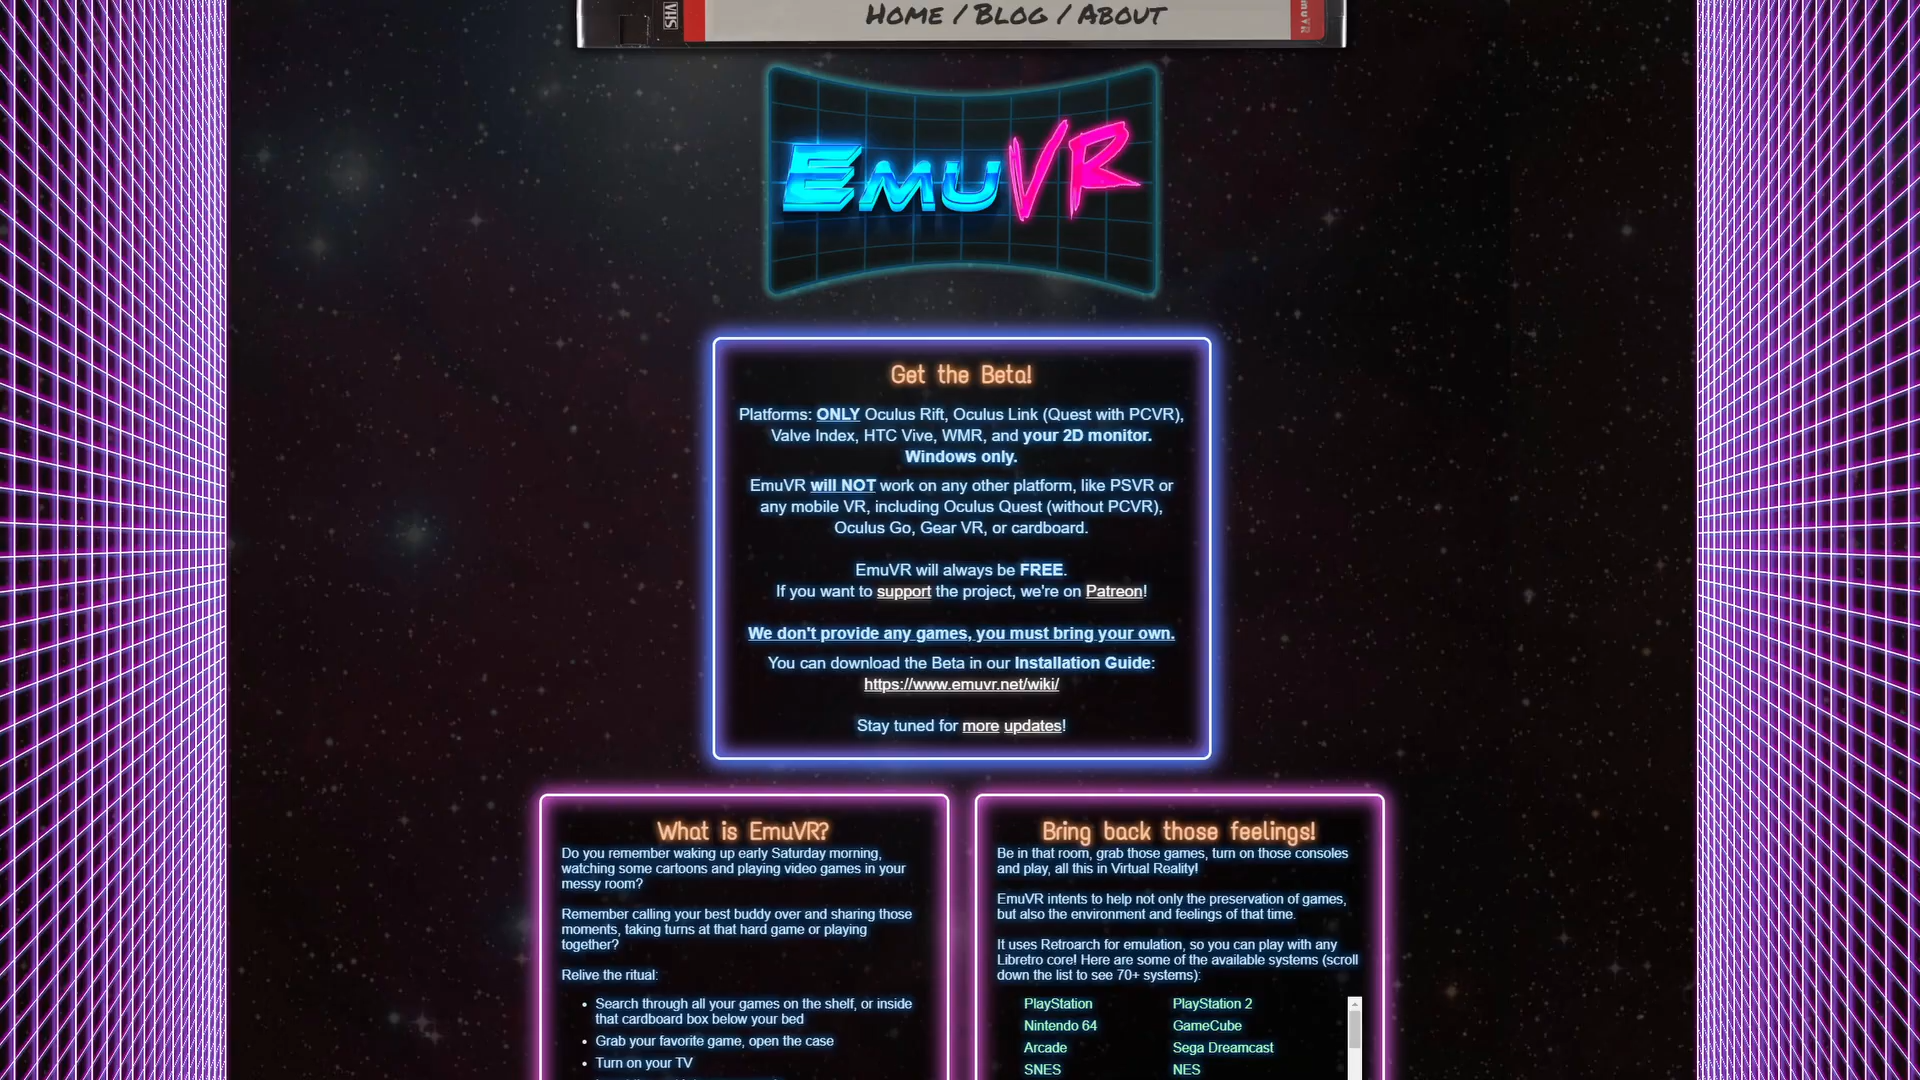 Home / Blog / About
VHS
EmuVR
EmuVR
Get the Beta!
Platforms: ONLY Oculus Rift, Oculus Link (Quest with PCVR),
Valve Index, HTC Vive, WMR, and your 2D monitor.
Windows only.
EmuVR will NOT work on any other platform, like PSVR or
any mobile VR, including Oculus Quest (without PCVR),
Oculus Go, Gear VR, or cardboard.
EmuVR will always be FREE.
If you want to support the project, we're on Patreon!
We don't provide any games, you must bring your own.
You can download the Beta in our Installation Guide:
https://www.emuvr.net/wiki/
Stay tuned for more updates!
What is EmuVR?
Do you remember waking up early Saturday morning,
watching some cartoons and playing video games in your
messy room?
Remember calling your best buddy over and sharing those
moments, taking turns at that hard game or playing
together?
Relive the ritual:
• Search through all your games on the shelf, or inside
that cardboard box below your bed
• Grab your favorite game, open the case
• Turn on your TV
Bring back those feelings!
Be in that room, grab those games, turn on those consoles
and play, all this in Virtual Reality!
EmuVR intents to help not only the preservation of games,
but also the environment and feelings of that time.
It uses Retroarch for emulation, so you can play with any
Libretro core! Here are some of the available systems (scroll
down the list to see 70+ systems):
PlayStation PlayStation 2
Nintendo 64 GameCube
Arcade Sega Dreamcast
SNES NES